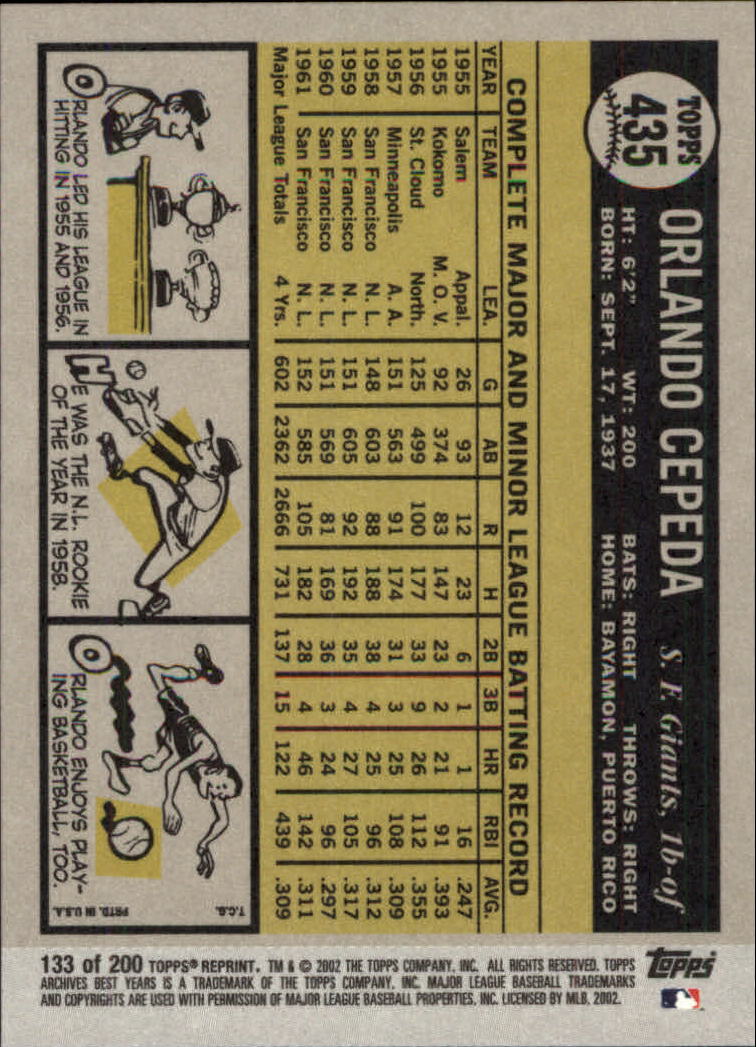 TOPPS
435
ORLANDO CEPEDA S. F. Giants, 1b-of
HT: 6'2" WT: 200 BATS: RIGHT THROWS: RIGHT
BORN: SEPT. 17, 1937 HOME: BAYAMON, PUERTO RICO
COMPLETE MAJOR AND MINOR LEAGUE BATTING RECORD
YEAR TEAM LEA. G AB R H 2B 3B HR RBI AVG.
1955 Salem Appal. 26 93 12 23 6 1 1 16 .247
1955 Kokomo M. O. V. 92 374 83 147 23 2 21 91 .393
1956 St. Cloud North. 125 499 100 177 33 9 26 112 .355
1957 Minneapolis A. A. 151 563 91 174 31 3 25 108 .309
1958 San Francisco N. L. 148 603 88 188 38 4 25 96 .312
1959 San Francisco N. L. 151 605 92 192 35 4 27 105 .317
1960 San Francisco N. L. 151 569 81 169 36 3 24 96 .297
1961 San Francisco N. L. 152 585 105 182 28 4 46 142 .311
Major League Totals 4 Yrs. 602 2362 2666 731 137 15 122 439 .309
ORLANDO LED HIS LEAGUE IN
HITTING IN 1955 AND 1956.
HE WAS THE N.L. ROOKIE
OF THE YEAR IN 1958.
ORLANDO ENJOYS PLAY-
ING BASKETBALL, TOO.
T.C.G. PRTD. IN U.S.A.
133 of 200 TOPPS® REPRINT. TM & © 2002 THE TOPPS COMPANY, INC. ALL RIGHTS RESERVED. TOPPS
ARCHIVES BEST YEARS IS A TRADEMARK OF THE TOPPS COMPANY, INC. MAJOR LEAGUE BASEBALL TRADEMARKS
AND COPYRIGHTS ARE USED WITH PERMISSION OF MAJOR LEAGUE BASEBALL PROPERTIES, INC. LICENSED BY MLB, 2002.
Topps